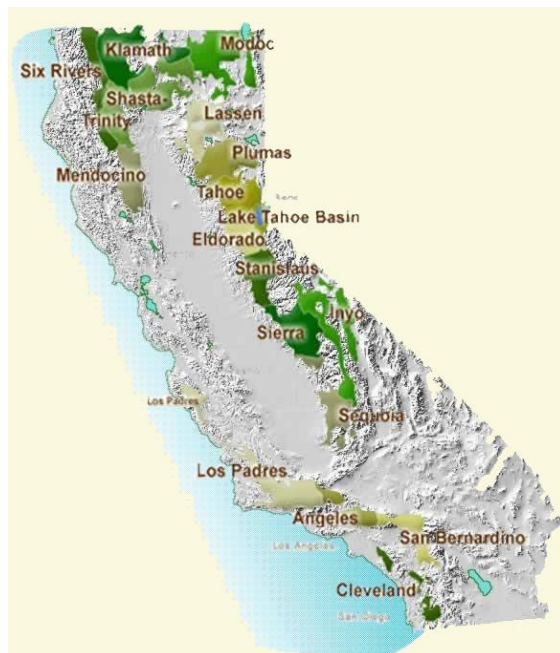 Modoc
Klamath
Six Rivers
Shasta-
Trinity
Lassen
Plumas
Mendocino
Tahoe
Reno
Lake Tahoe Basin
Eldorado
Stanislaus
Inyo
Sierra
Los Padres
Sequoia
Los Padres
Angeles
San Bernardino
Los Angeles
Cleveland
San Diego